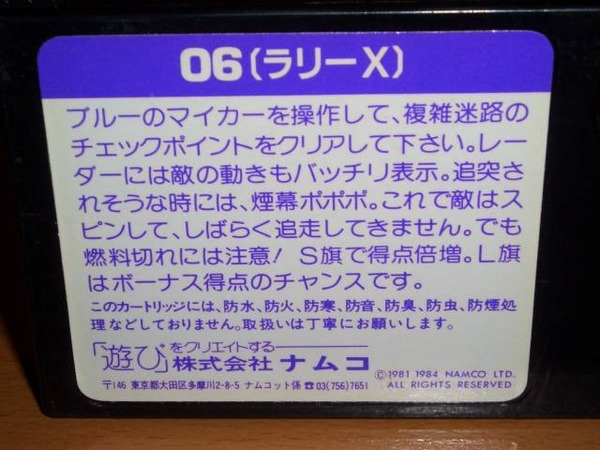 06(ラリーX)
ブルーのマイカーを操作して、複雑迷路の
チェックポイントをクリアして下さい。レー
ダーには敵の動きもバッチリ表示。追突さ
れそうな時には、煙幕ポポポ。これで敵はス
ピンして、しばらく追走してきません。でも
燃料切れには注意! S旗で得点倍増。L旗
はボーナス得点のチャンスです。
このカートリッジには、防水、防火、防寒、防音、防臭、防虫、防煙処
理などしておりません。取扱いは丁寧にお願いします。
「遊び」をクリエイトする
株式会社 ナムコ
〒146 東京都大田区多摩川2-8-5 ナムコット係☎03(756)7651
©1981 1984 NAMCO LTD.
ALL RIGHTS RESERVED